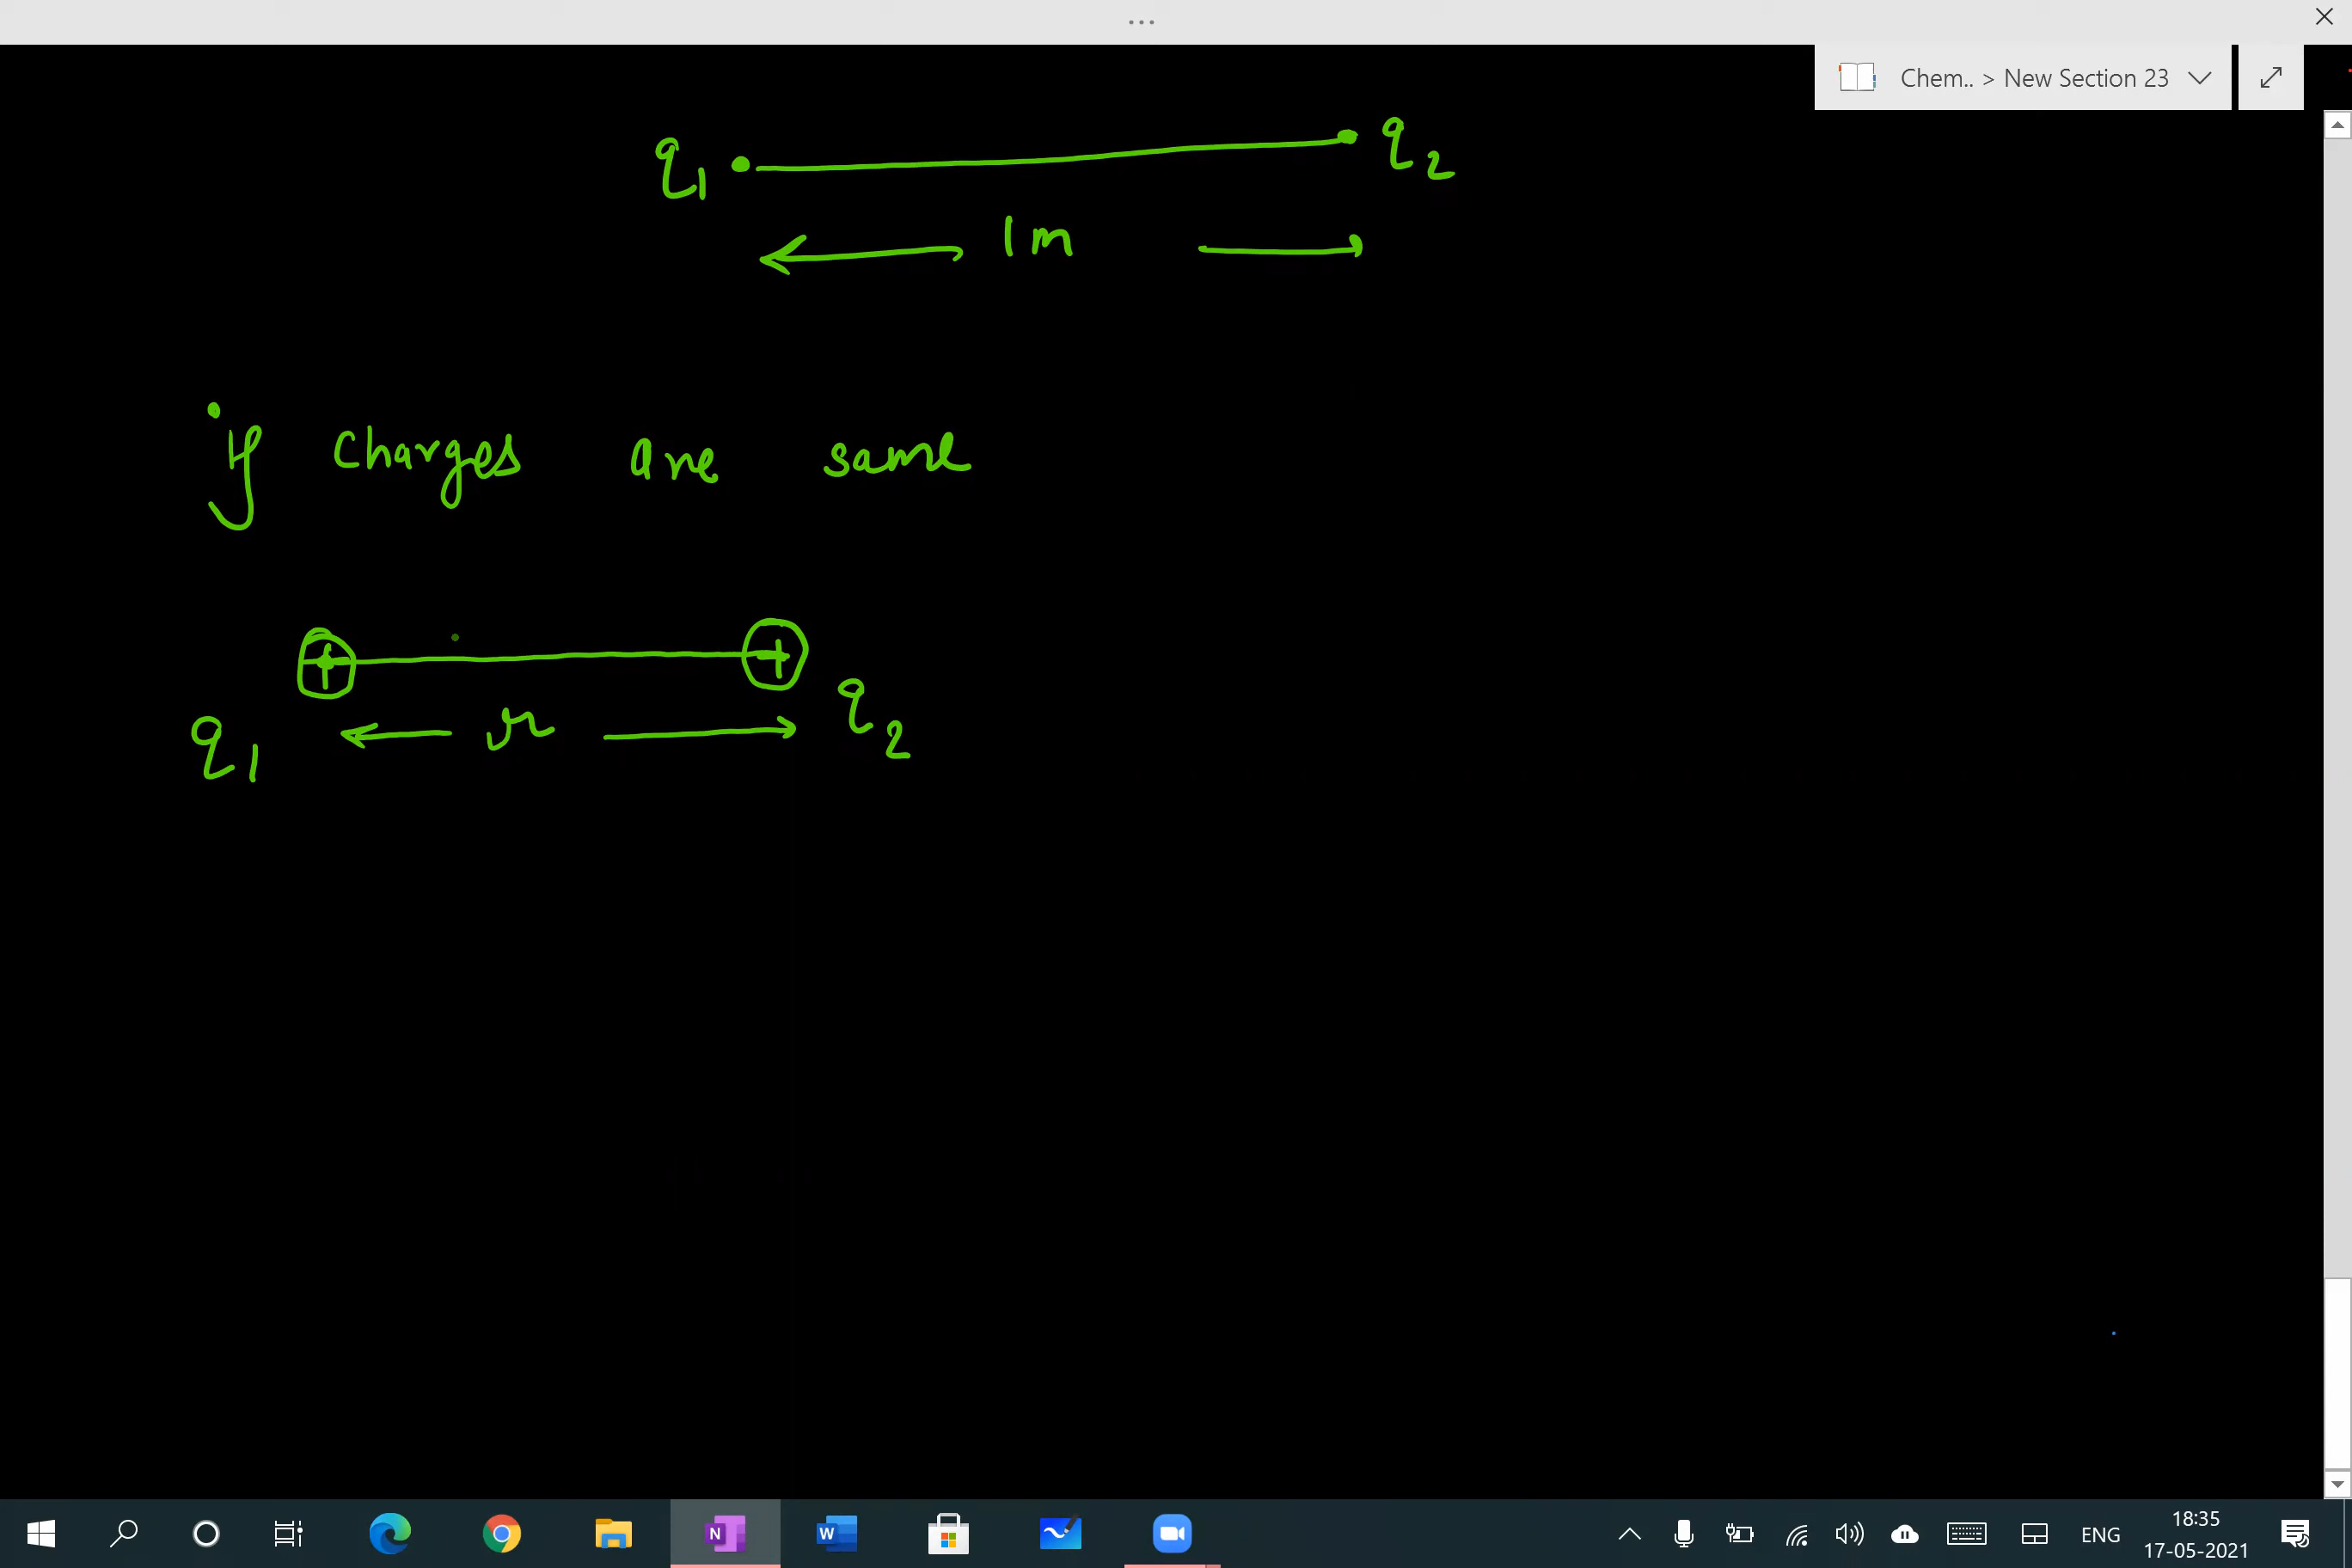 Chem.. > New Section 23
q1 q2
1m
if charges are same
+ +
q1 r q2
N W
ENG
18:35
17-05-2021